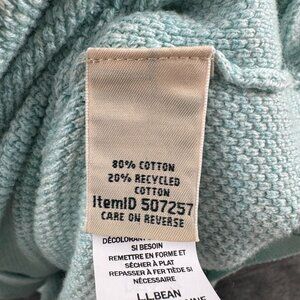 80% COTTON
20% RECYCLED
COTTON
ItemID 507257
CARE ON REVERSE
DÉCOLORANT
SI BESOIN
REMETTRE EN FORME ET
SÉCHER À PLAT
REPASSER À FER TIÈDE SI
NÉCESSAIRE
L.L.BEAN